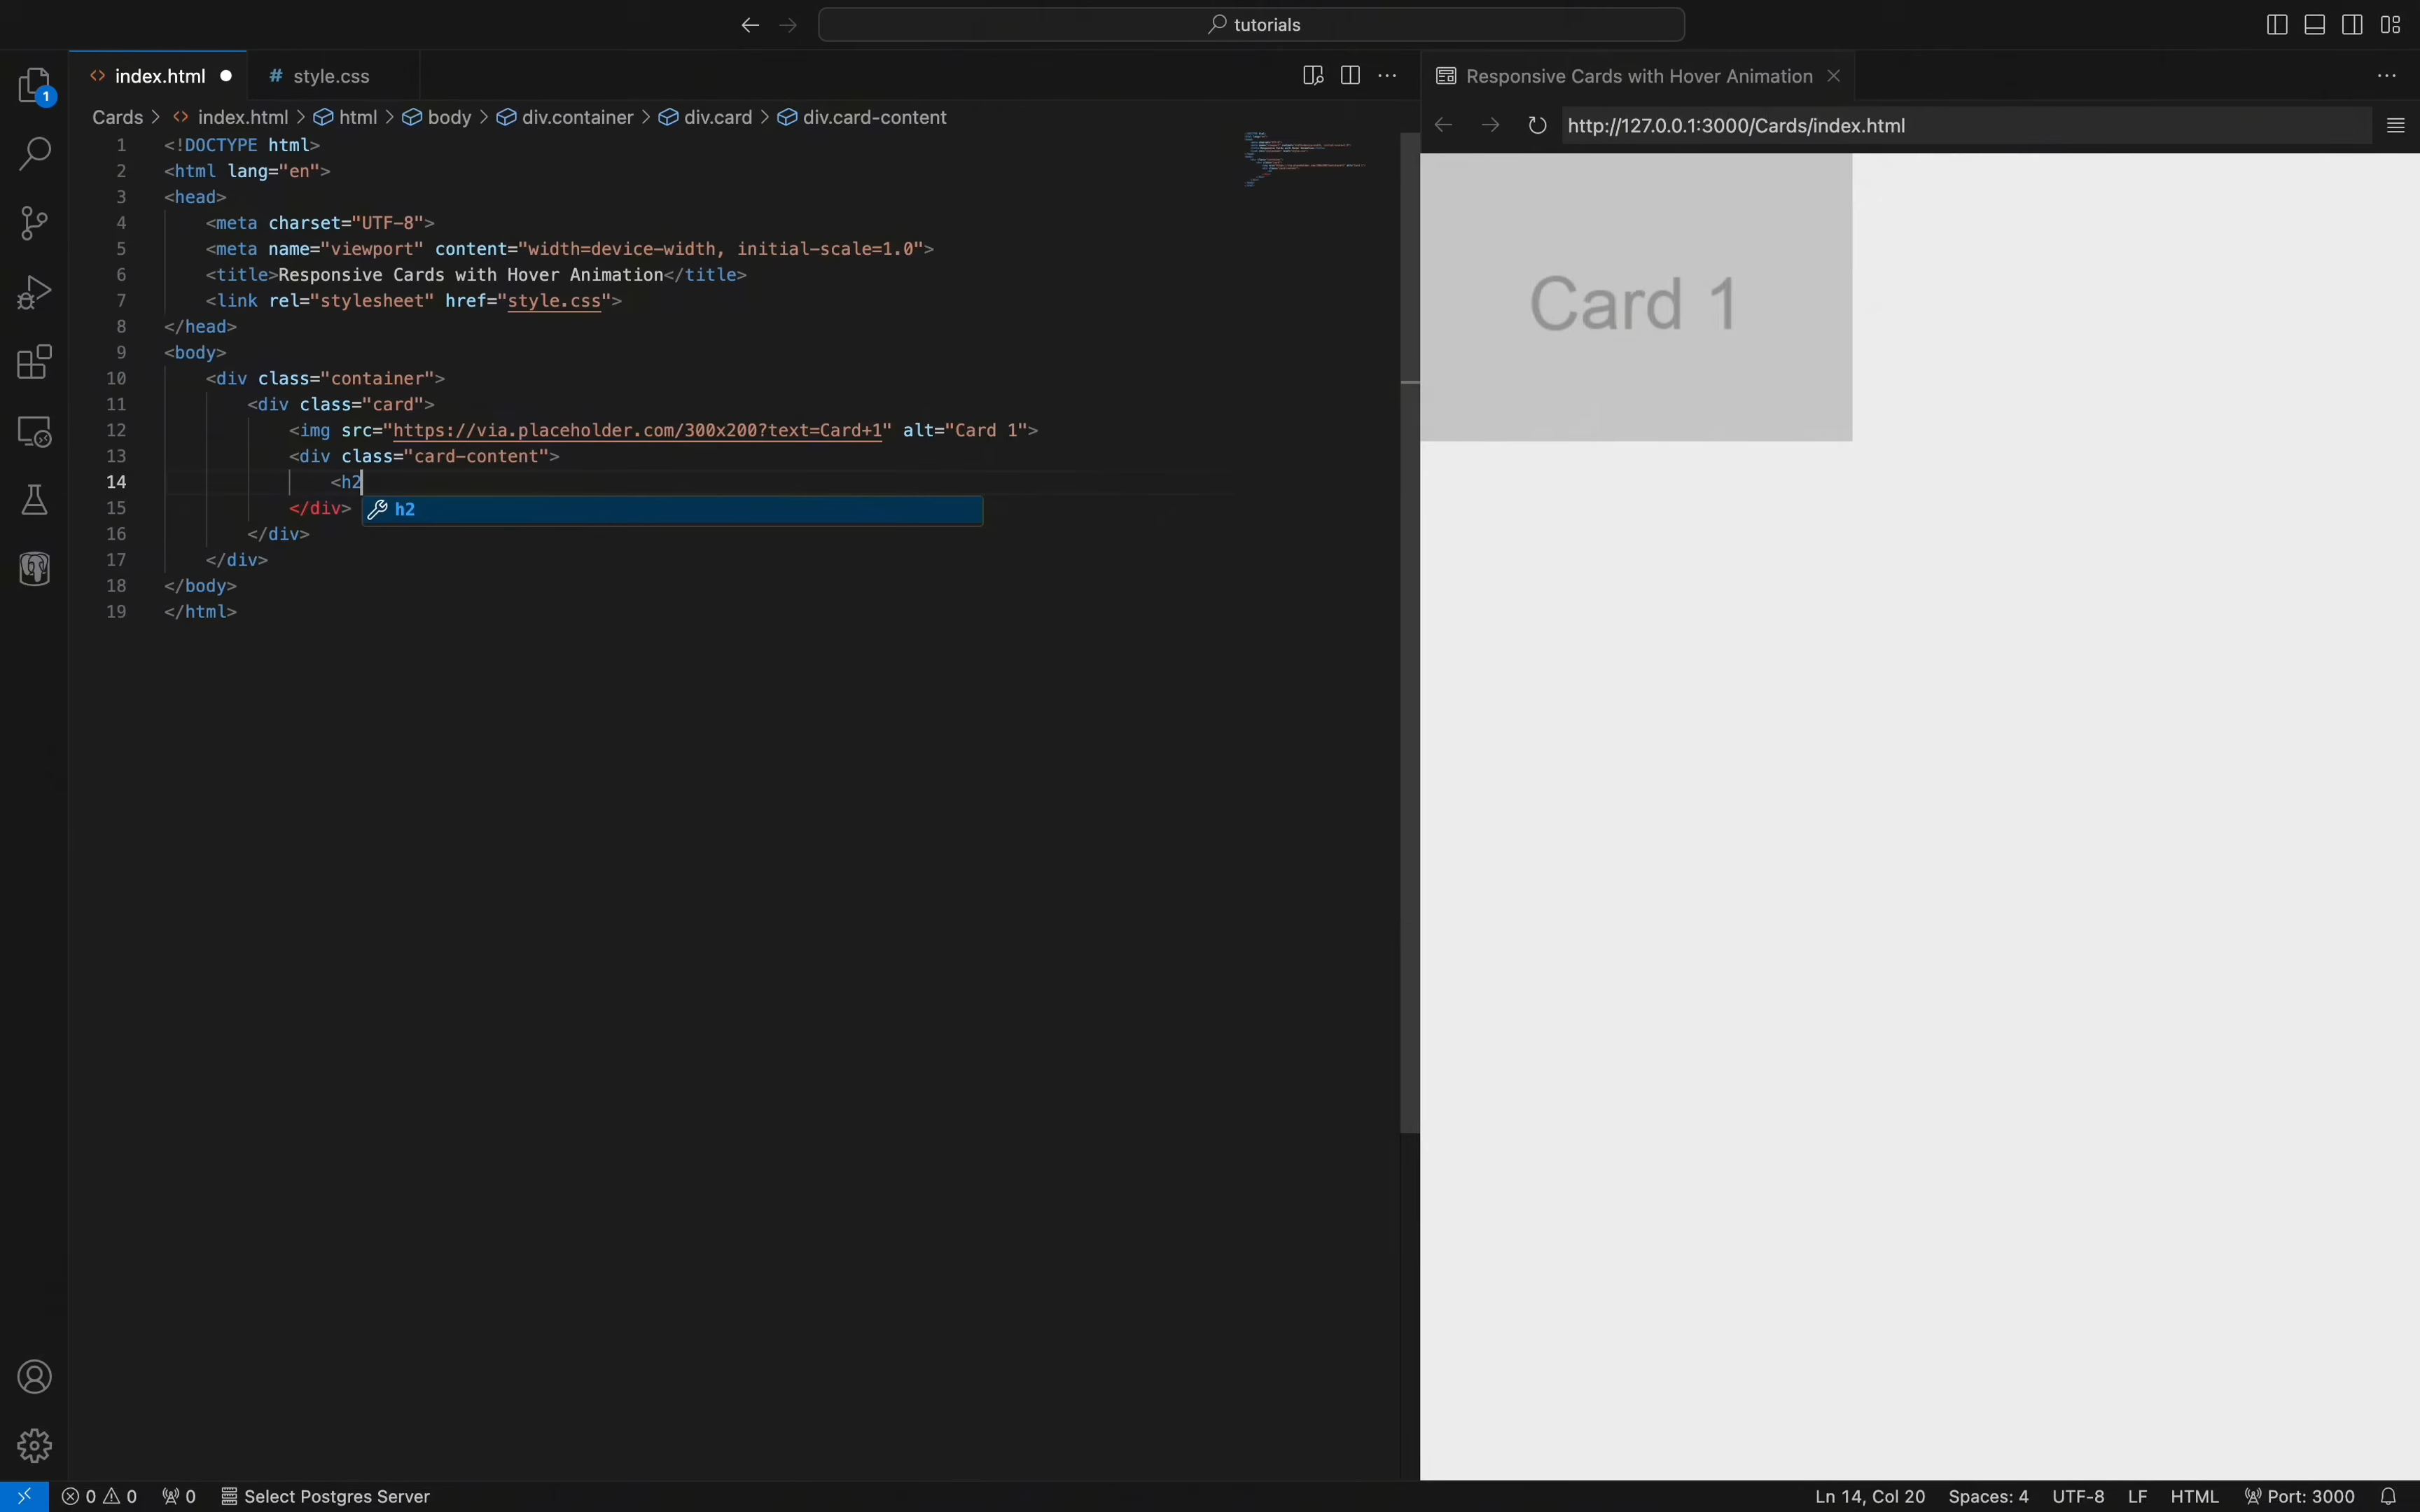 tutorials
index.html
# style.css
Responsive Cards with Hover Animation
Cards > index.html > html > body > div.container > div.card > div.card-content
http://127.0.0.1:3000/Cards/index.html
1 <!DOCTYPE html>
2 <html lang="en">
3 <head>
4 <meta charset="UTF-8">
5 <meta name="viewport" content="width=device-width, initial-scale=1.0">
6 <title>Responsive Cards with Hover Animation</title>
7 <link rel="stylesheet" href="style.css">
8 </head>
9 <body>
10 <div class="container">
11 <div class="card">
12 <img src="https://via.placeholder.com/300x200?text=Card+1" alt="Card 1">
13 <div class="card-content">
14 <h2
h2
15 </div>
16 </div>
17 </div>
18 </body>
19 </html>
Card 1
1
0 0 0 Select Postgres Server
Ln 14, Col 20 Spaces: 4 UTF-8 LF HTML Port: 3000